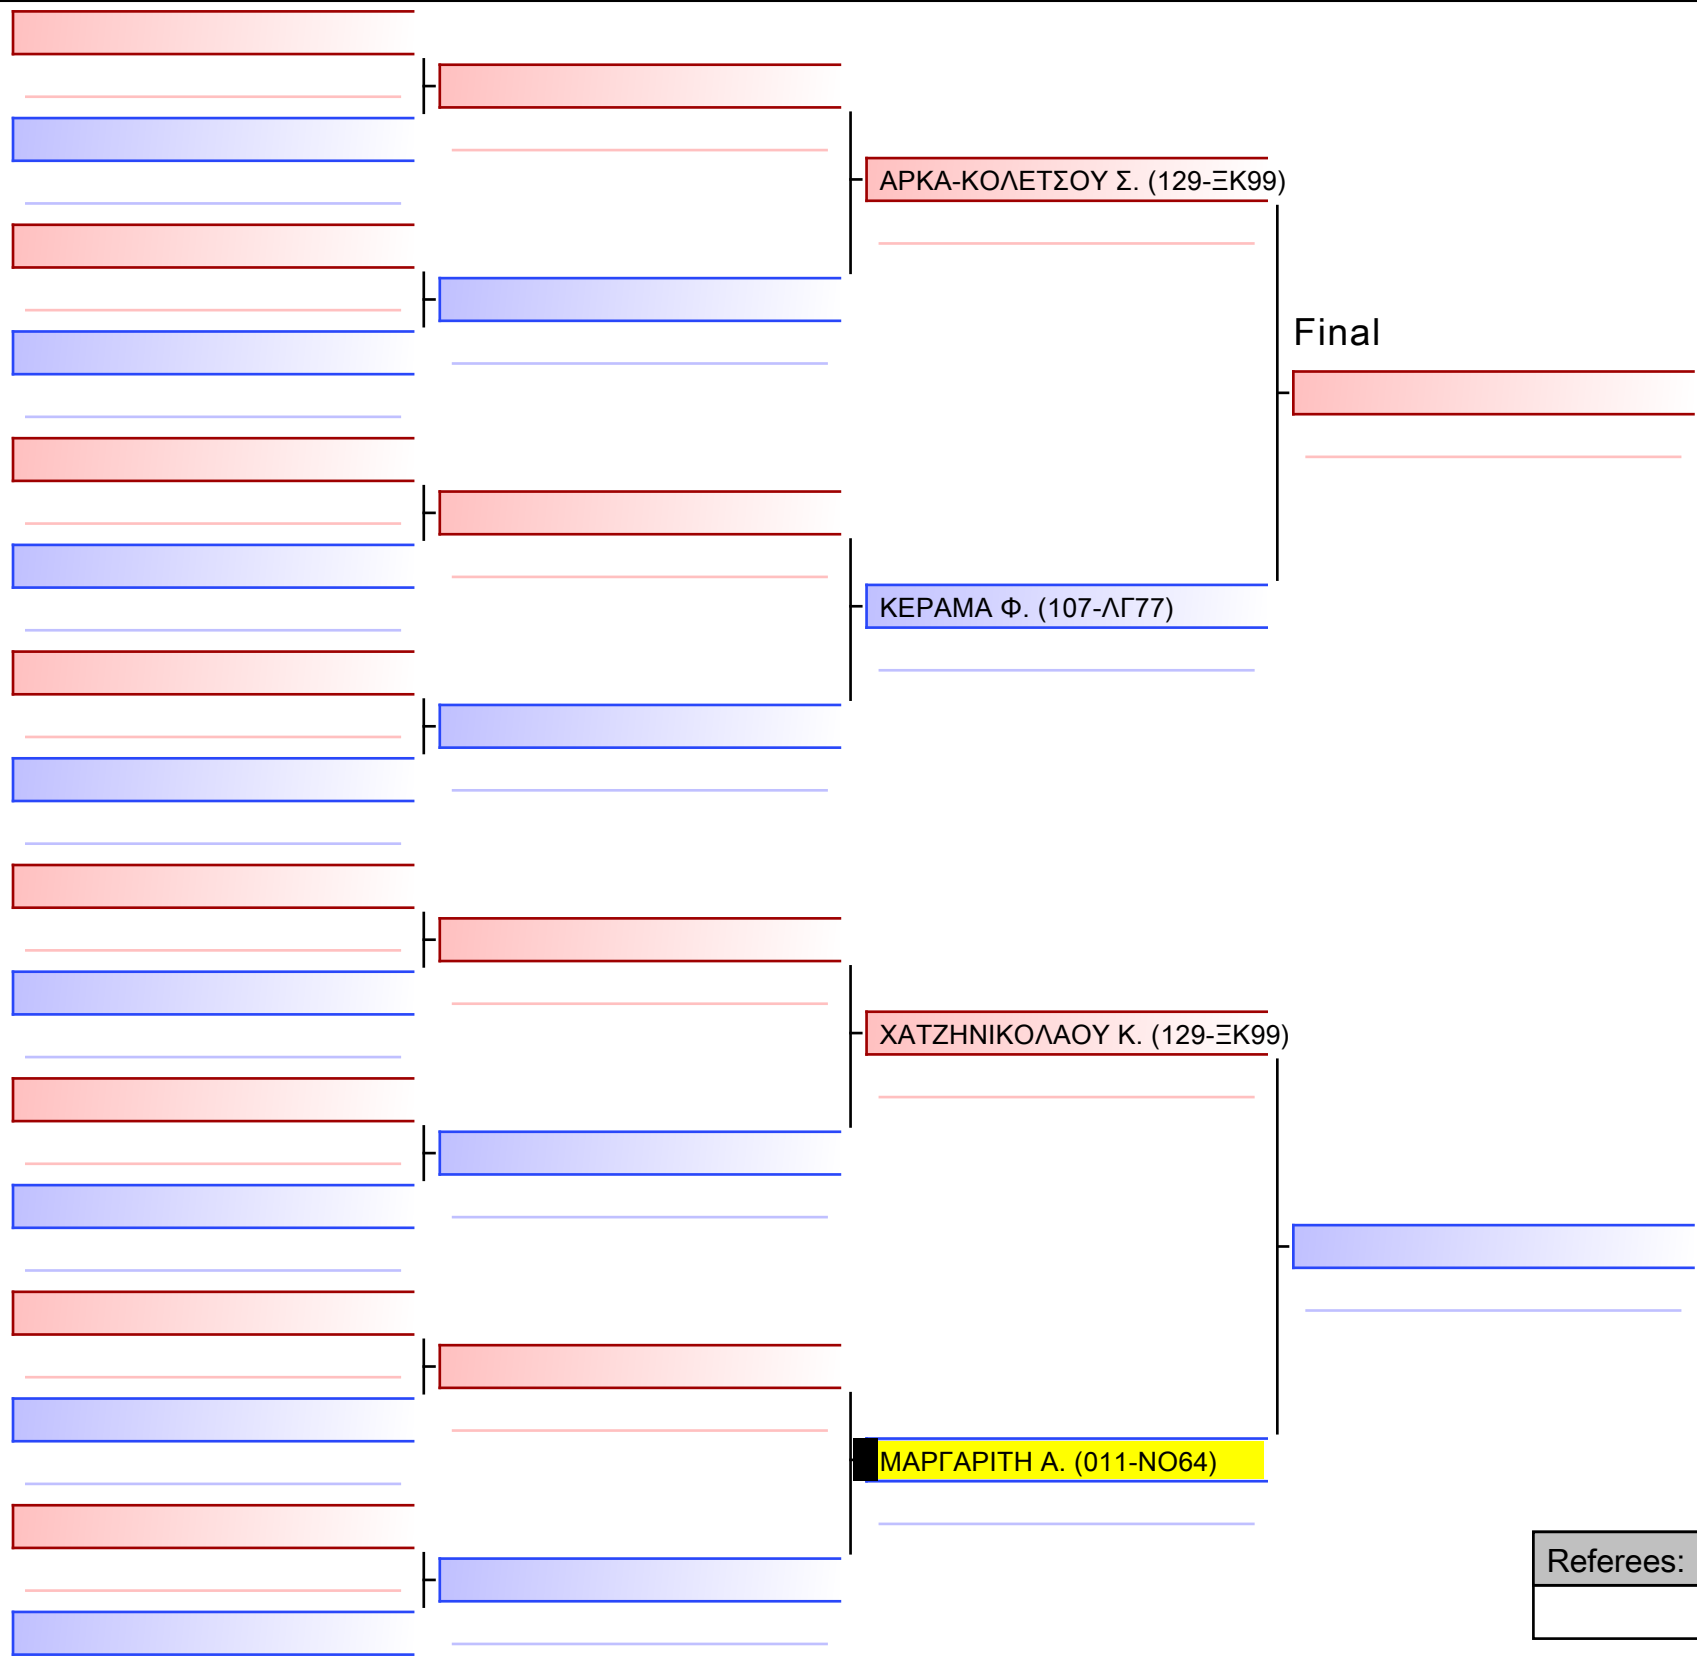 ΑΡΚΑ-ΚΟΛΕΤΣΟΥ Σ. (129-ΞΚ99)
Final
ΚΕΡΑΜΑ Φ. (107-ΛΓ77)
ΧΑΤΖΗΝΙΚΟΛΑΟΥ Κ. (129-ΞΚ99)
ΜΑΡΓΑΡΙΤΗ Α. (011-ΝΟ64)
Referees: